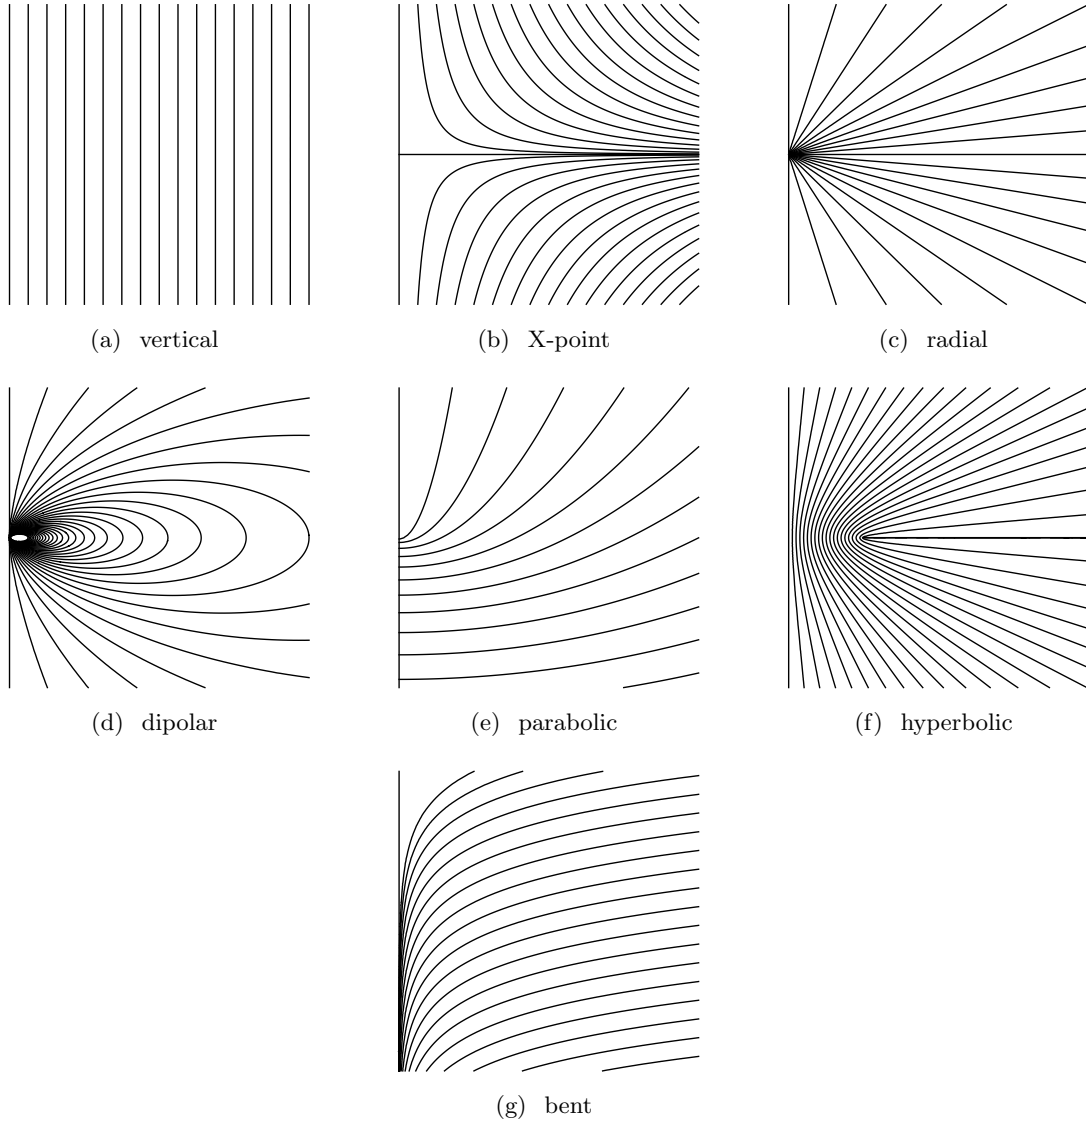 (a) vertical
(b) X-point
(c) radial
(d) dipolar
(e) parabolic
(f) hyperbolic
(g) bent